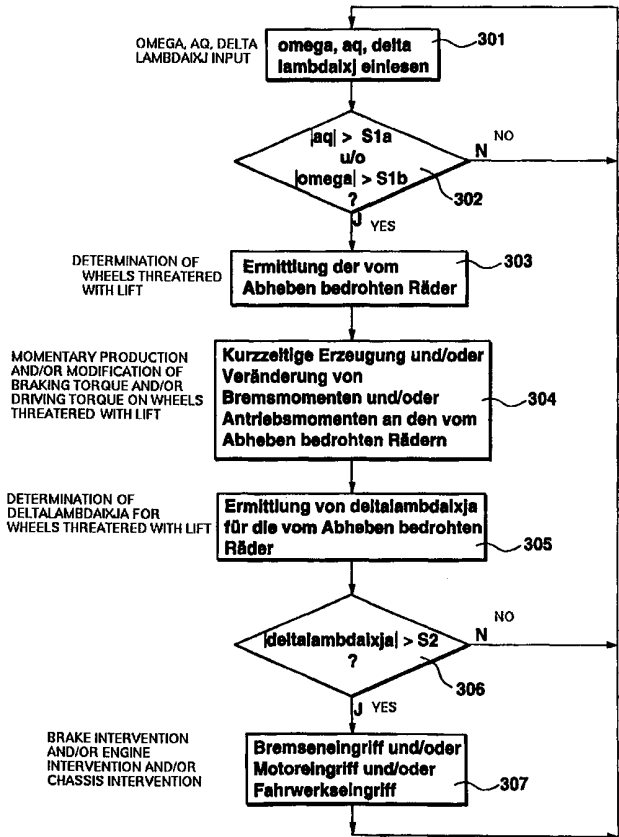 OMEGA, AQ, DELTA
LAMBDAIXJ INPUT
omega, aq, delta
lambdaixj einlesen
301
|aq| > S1a
u/o
|omega| > S1b
?
302
N NO
J YES
DETERMINATION OF
WHEELS THREATERED
WITH LIFT
Ermittlung der vom
Abheben bedrohten Räder
303
MOMENTARY PRODUCTION
AND/OR MODIFICATION OF
BRAKING TORQUE AND/OR
DRIVING TORQUE ON WHEELS
THREATERED WITH LIFT
Kurzzeitige Erzeugung und/oder
Veränderung von
Bremsmomenten und/oder
Antriebsmomenten an den vom
Abheben bedrohten Rädern
304
DETERMINATION OF
DELTALAMBDAIXJA FOR
WHEELS THREATERED WITH LIFT
Ermittlung von deltalambdaixja
für die vom Abheben bedrohten
Räder
305
|deltalambdaixja| > S2
?
306
N NO
J YES
BRAKE INTERVENTION
AND/OR ENGINE
INTERVENTION AND/OR
CHASSIS INTERVENTION
Bremseneingriff und/oder
Motoreingriff und/oder
Fahrwerkseingriff
307